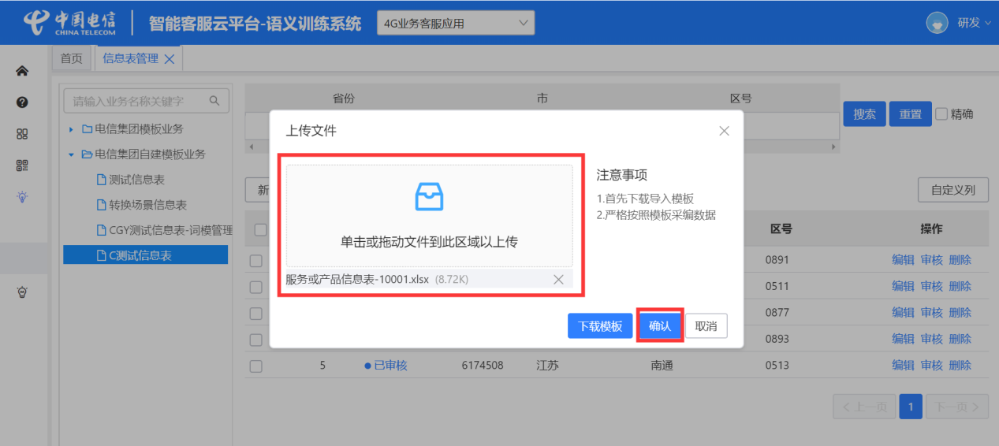 中国电信
CHINA TELECOM
智能客服云平台-语义训练系统
4G业务客服应用
研发
首页
信息表管理
请输入业务名称关键字
电信集团模板业务
电信集团自建模板业务
测试信息表
转换场景信息表
CGY测试信息表-词模管理
C测试信息表
省份 市 区号
搜索 重置 精确
新
自定义列
上传文件
单击或拖动文件到此区域以上传
服务或产品信息表-10001.xlsx (8.72K)
注意事项
1.首先下载导入模板
2.严格按照模板采编数据
下载模板 确认 取消
区号 操作
0891 编辑 审核 删除
0511 编辑 审核 删除
0877 编辑 审核 删除
0893 编辑 审核 删除
5 已审核 6174508 江苏 南通 0513 编辑 审核 删除
上一页 1 下一页